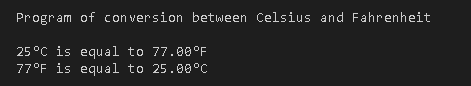 Program of conversion between Celsius and Fahrenheit
25°C is equal to 77.00°F
77°F is equal to 25.00°C